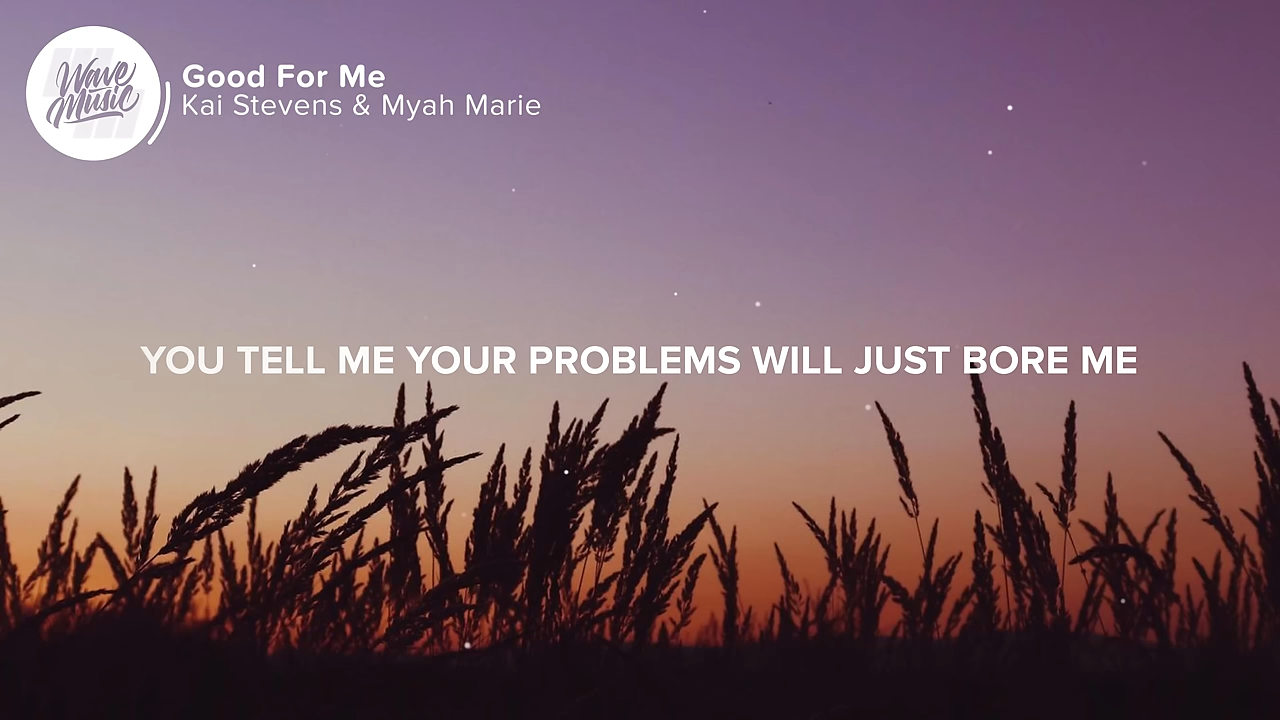 Wave
Music
Good For Me
Kai Stevens & Myah Marie
YOU TELL ME YOUR PROBLEMS WILL JUST BORE ME